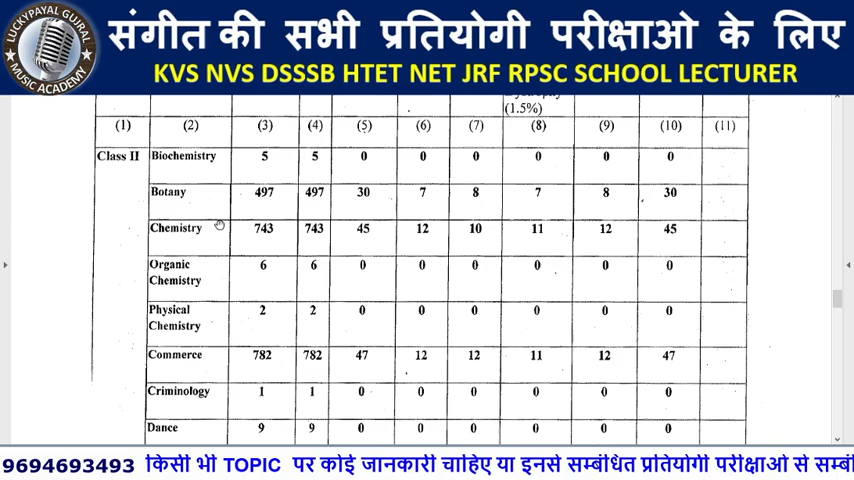 LUCKYPAYAL GURAL
MUSIC ACADEMY
संगीत की सभी प्रतियोगी परीक्षाओ के लिए
KVS NVS DSSSB HTET NET JRF RPSC SCHOOL LECTURER
(1.5%)
(1) (2) (3) (4) (5) (6) (7) (8) (9) (10) (11)
Class II Biochemistry 5 5 0 0 0 0 0 0
Botany 497 497 30 7 8 7 8 30
Chemistry 743 743 45 12 10 11 12 45
Organic Chemistry 6 6 0 0 0 0 0 0
Physical Chemistry 2 2 0 0 0 0 0 0
Commerce 782 782 47 12 12 11 12 47
Criminology 1 1 0 0 0 0 0 0
Dance 9 9 0 0 0 0 0 0
9694693493 किसी भी TOPIC पर कोई जानकारी चाहिए या इनसे सम्बंधित प्रतियोगी परीक्षाओं से